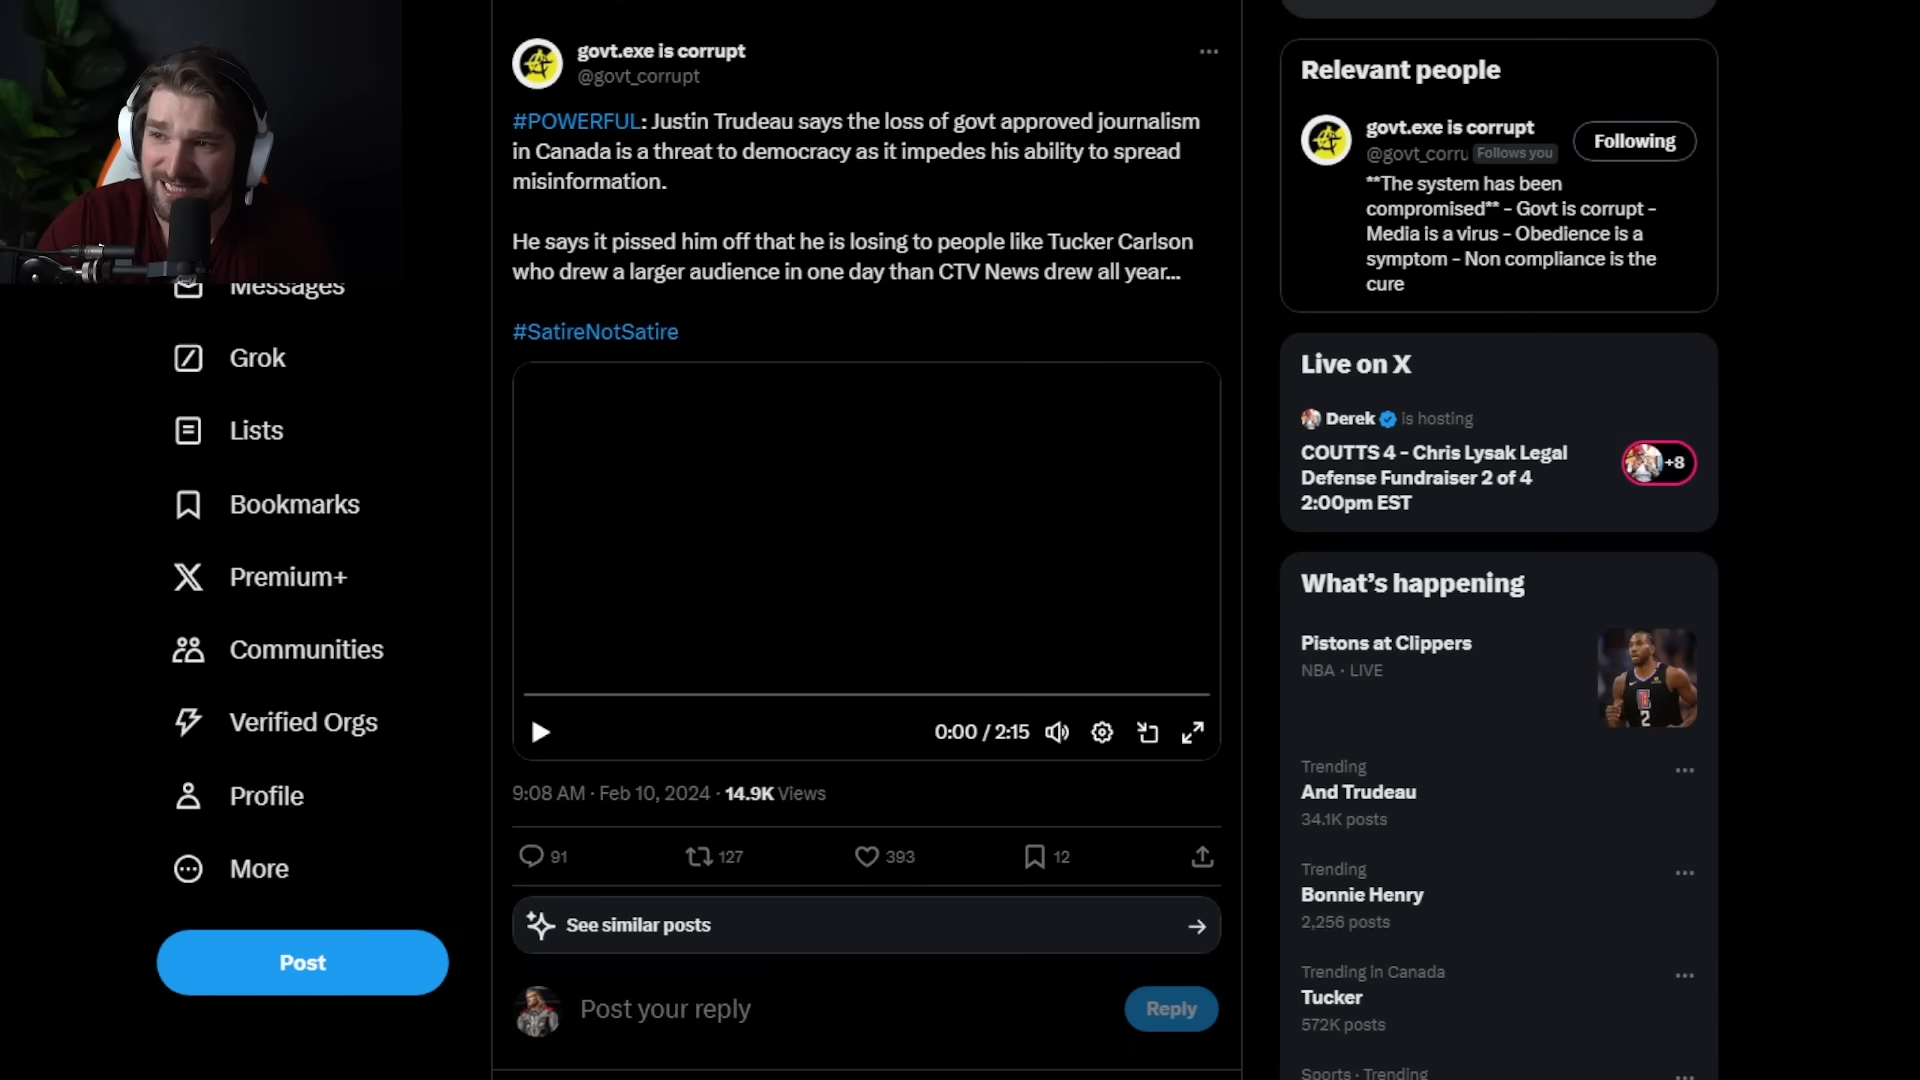 govt.exe is corrupt
@govt_corrupt
#POWERFUL: Justin Trudeau says the loss of govt approved journalism
in Canada is a threat to democracy as it impedes his ability to spread
misinformation.
He says it pissed him off that he is losing to people like Tucker Carlson
who drew a larger audience in one day than CTV News drew all year...
#SatireNotSatire
0:00 / 2:15
9:08 AM · Feb 10, 2024 · 14.9K Views
91
127
393
12
See similar posts
Post your reply
Reply
Messages
Grok
Lists
Bookmarks
Premium+
Communities
Verified Orgs
Profile
More
Post
Relevant people
govt.exe is corrupt
@govt_corru Follows you
Following
**The system has been
compromised** - Govt is corrupt -
Media is a virus - Obedience is a
symptom - Non compliance is the
cure
Live on X
Derek is hosting
COUTTS 4 - Chris Lysak Legal
Defense Fundraiser 2 of 4
2:00pm EST
+8
What's happening
Pistons at Clippers
NBA · LIVE
2
Trending
And Trudeau
34.1K posts
Trending
Bonnie Henry
2,256 posts
Trending in Canada
Tucker
572K posts
Sports · Trending